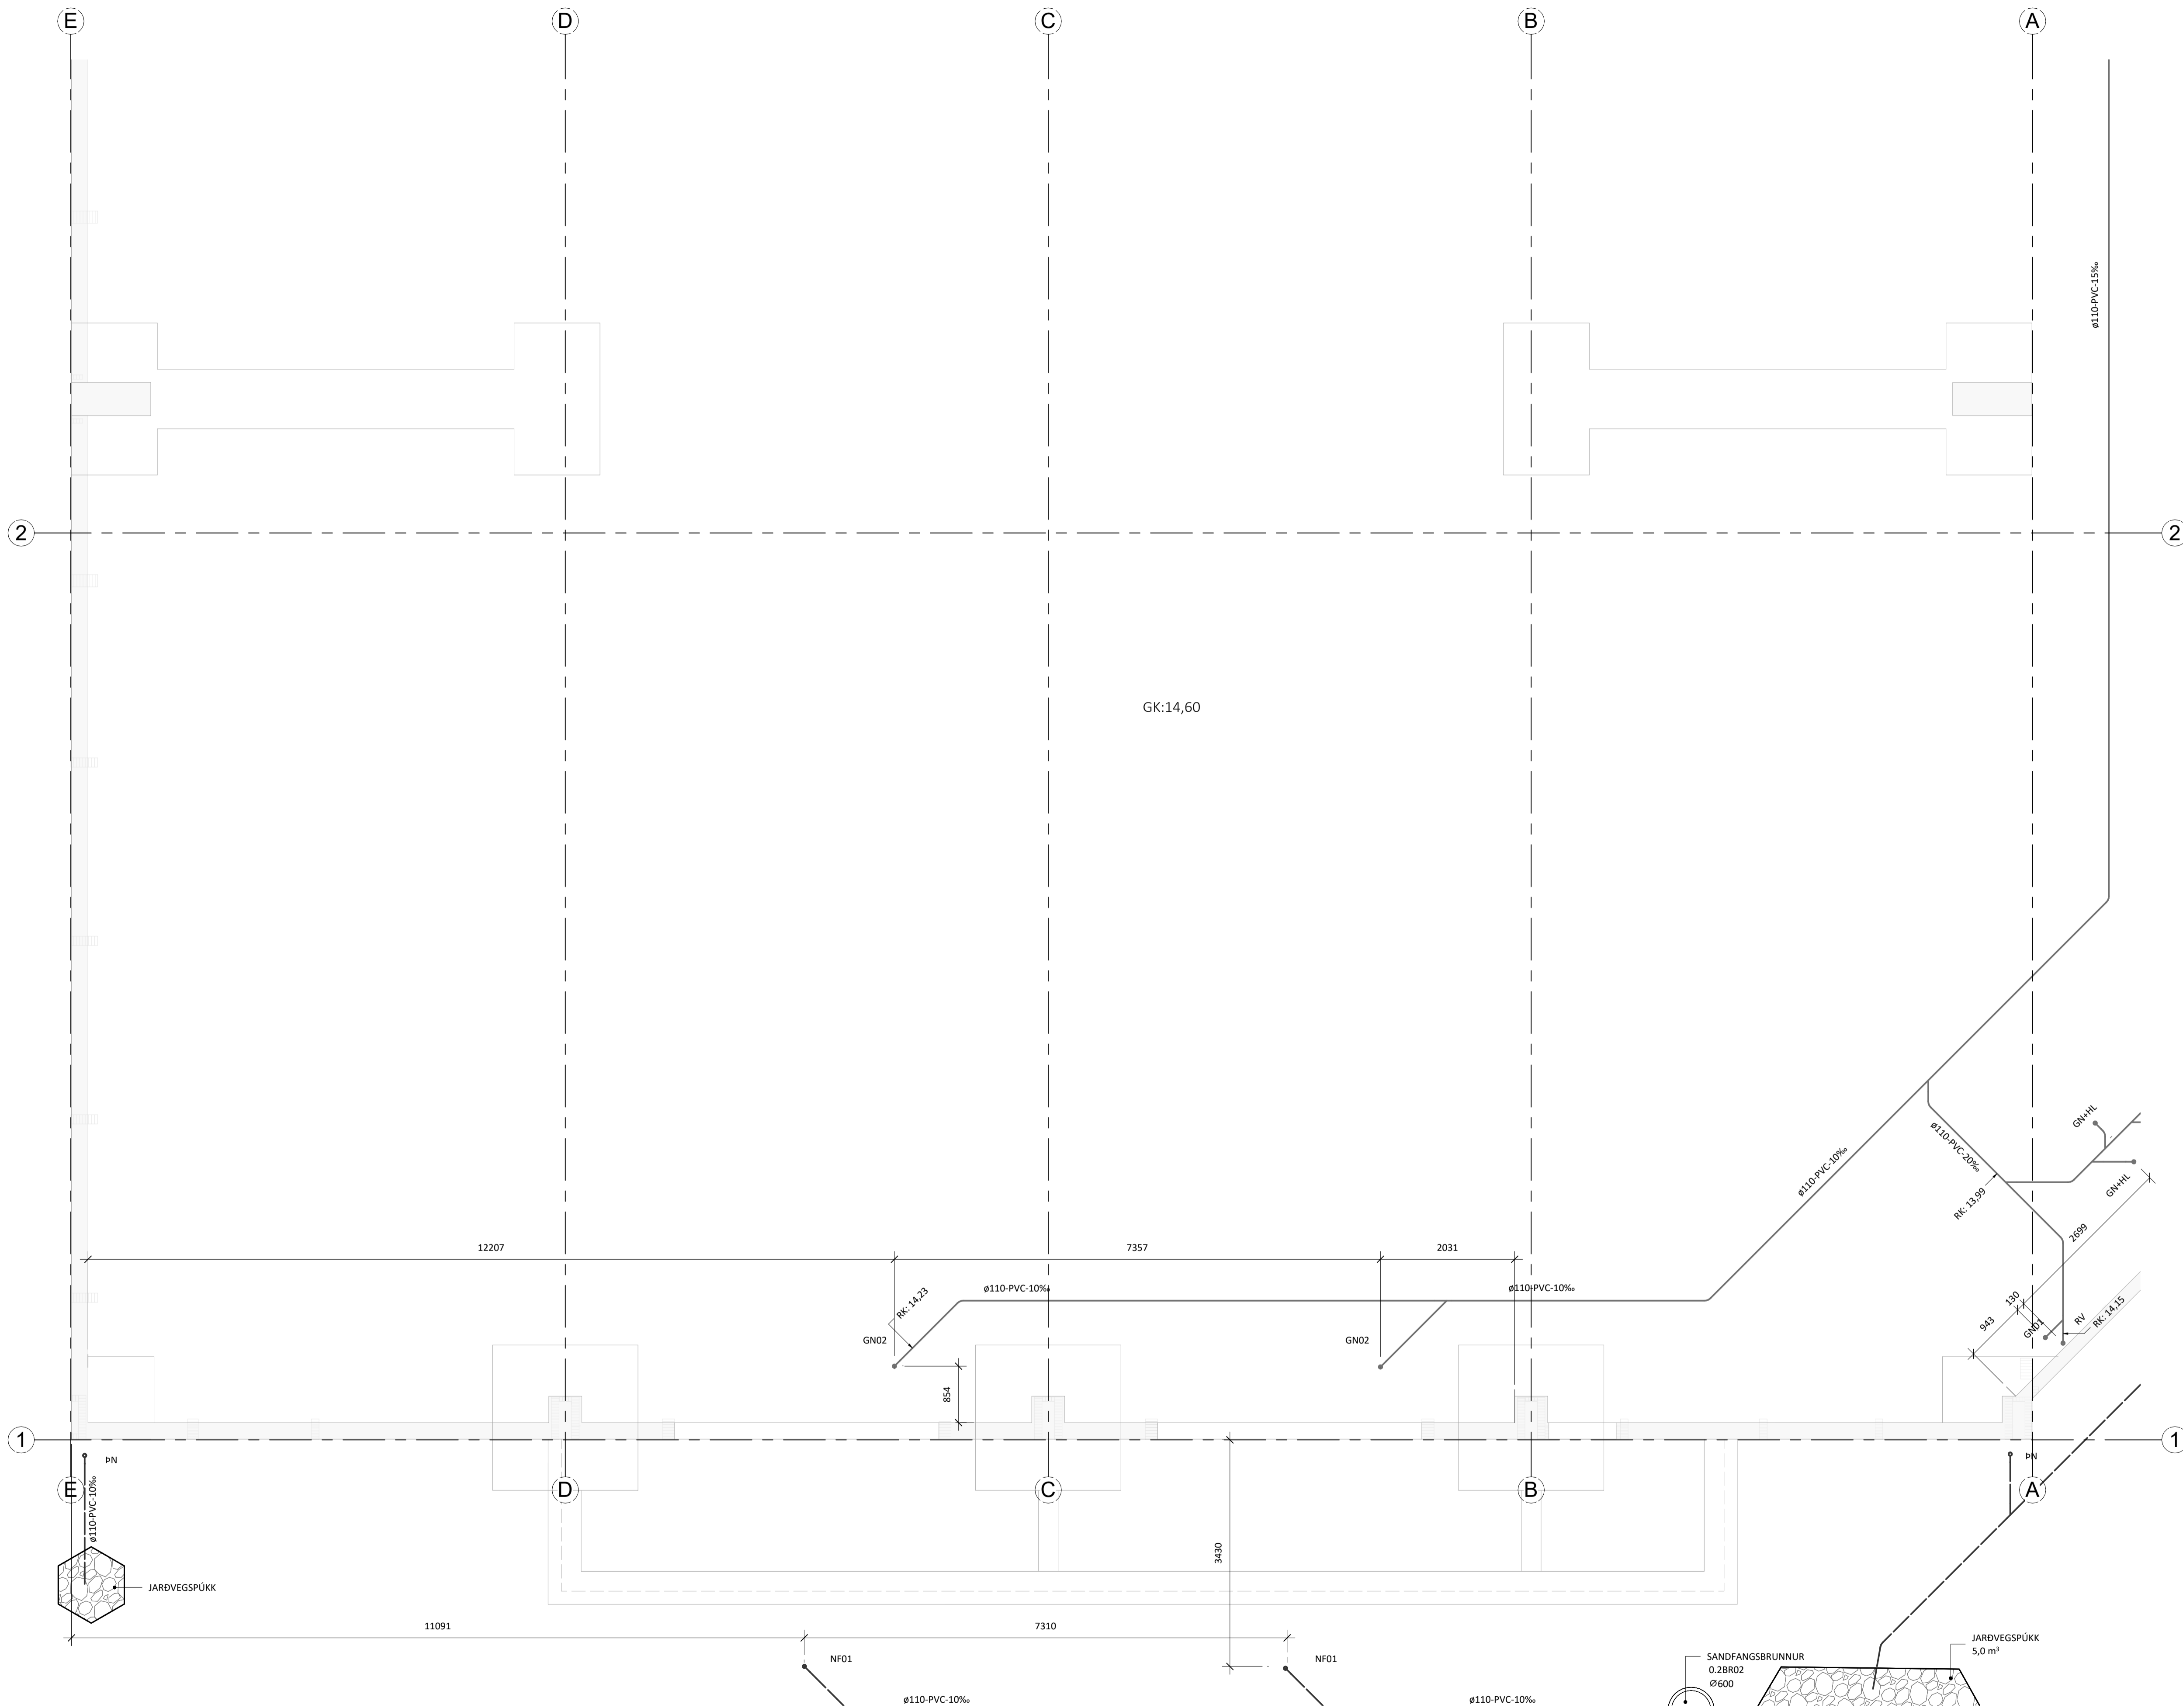 E
D
C
B
A
ø110-PVC-15‰
2
2
GK:14,60
GN+HL
ø110-PVC-20‰
ø110-PVC-10‰
GN+HL
RK: 13,99
2699
12207
7357
2031
ø110-PVC-10‰
ø110-PVC-10‰
RK: 14,23
130
RV
RK: 14,15
943
GN01
GN02
GN02
854
1
1
ÞN
ÞN
E
D
C
B
A
ø110-PVC-10‰
3430
JARÐVEGSPÚKK
11091
7310
JARÐVEGSPÚKK
5,0 m³
NF01
NF01
SANDFANGSBRUNNUR
0.2BR02
Ø600
ø110-PVC-10‰
ø110-PVC-10‰